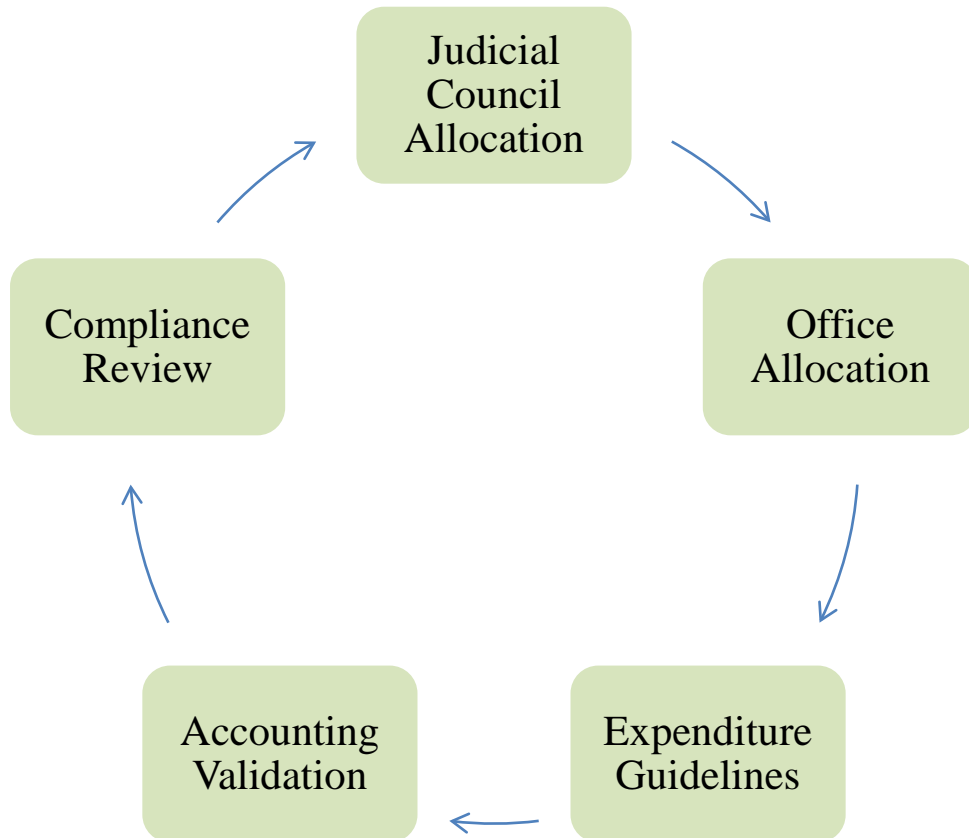 Judicial
Council
Allocation
Office
Allocation
Expenditure
Guidelines
Accounting
Validation
Compliance
Review